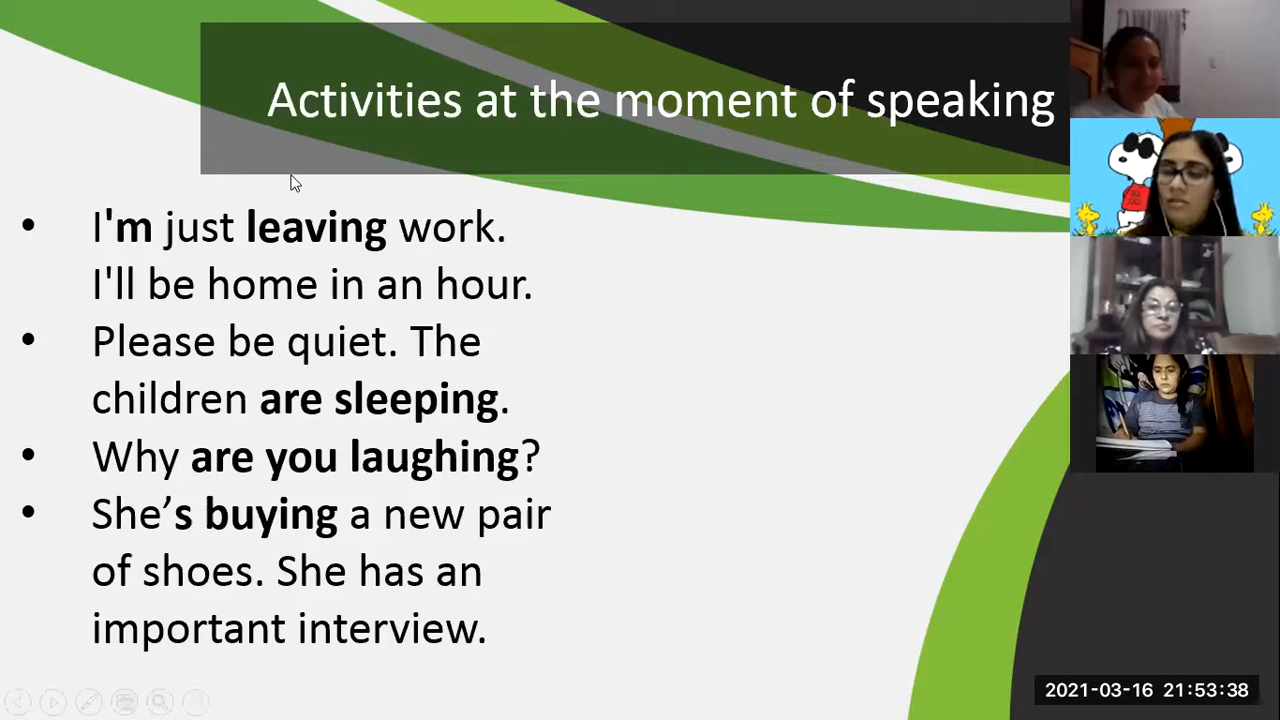 Activities at the moment of speaking
• I'm just leaving work.
I'll be home in an hour.
• Please be quiet. The
children are sleeping.
• Why are you laughing?
• She’s buying a new pair
of shoes. She has an
important interview.
2021-03-16 21:53:38